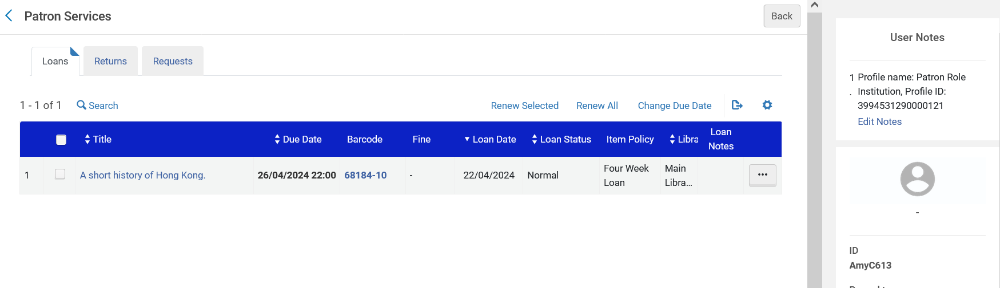 Patron Services
Back
Loans
Returns
Requests
1 - 1 of 1
Search
Renew Selected
Renew All
Change Due Date
Title
Due Date
Barcode
Fine
Loan Date
Loan Status
Item Policy
Libra
Loan
Notes
1
A short history of Hong Kong.
26/04/2024 22:00
68184-10
-
22/04/2024
Normal
Four Week
Loan
Main
Libra...
User Notes
1 Profile name: Patron Role
. Institution, Profile ID:
3994531290000121
Edit Notes
-
ID
AmyC613